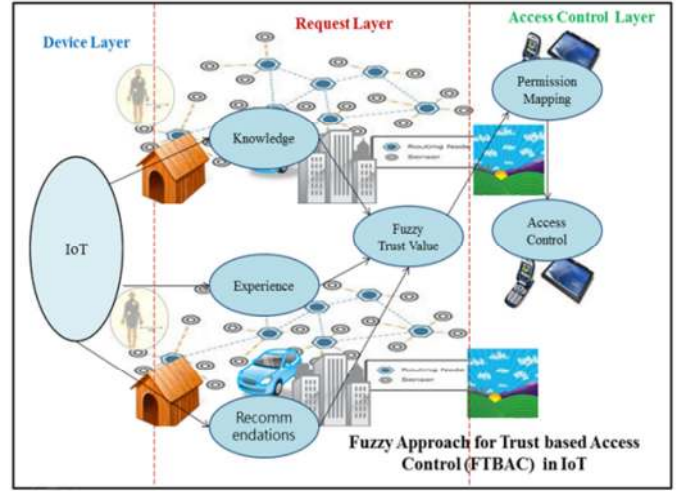 Device Layer
Request Layer
Access Control Layer
Permission
Mapping
Knowledge
Routing Node
Sensor
IoT
Fuzzy
Trust Value
Access
Control
Experience
Routing Node
Sensor
Recomm
endations
Fuzzy Approach for Trust based Access
Control (FTBAC) in IoT